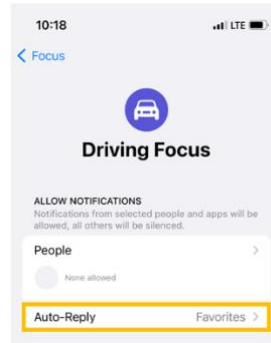 10:18 LTE
Focus
Driving Focus
ALLOW NOTIFICATIONS
Notifications from selected people and apps will be
allowed, all others will be silenced.
People
None allowed
Auto-Reply Favorites